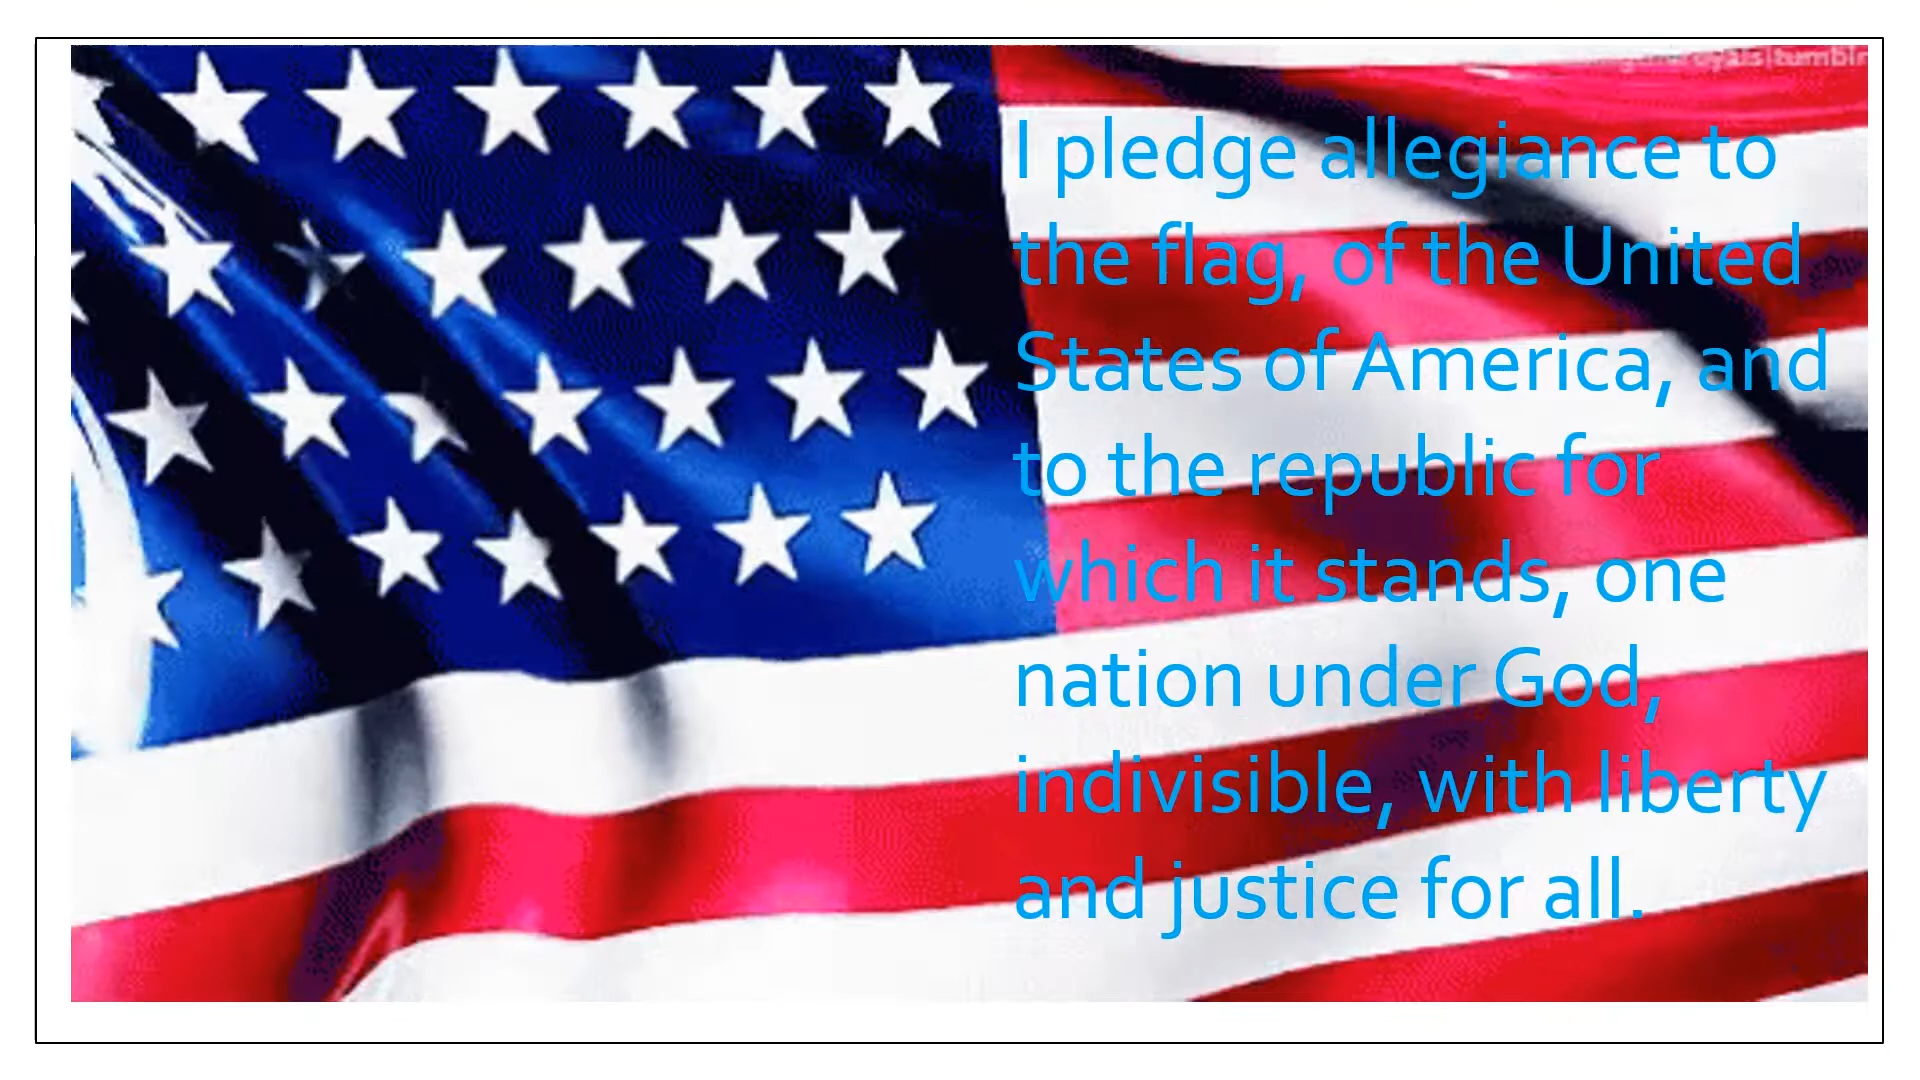 I pledge allegiance to
the flag, of the United
States of America, and
to the republic for
which it stands, one
nation under God,
indivisible, with liberty
and justice for all.